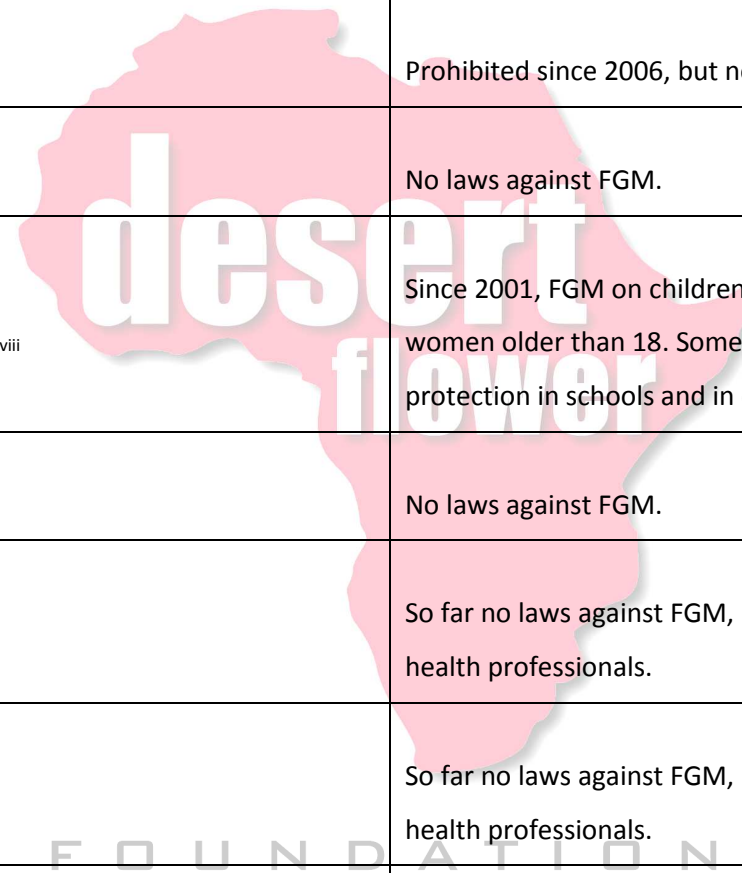 Prohibited since 2006, but
No laws against FGM.
Since 2001, FGM on children
viii
women older than 18. Some
protection in schools and in
No laws against FGM.
So far no laws against FGM,
health professionals.
So far no laws against FGM,
health professionals.
desert
flower
FOUNDATION